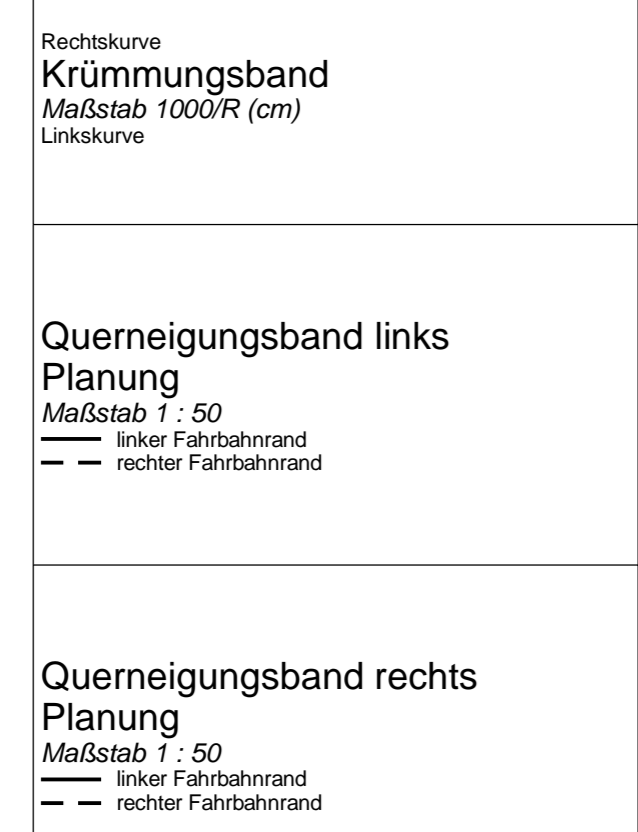 Rechtskurve
Krümmungsband
Maßstab 1000/R (cm)
Linkskurve
Querneigungsband links
Planung
Maßstab 1 : 50
linker Fahrbahnrand
rechter Fahrbahnrand
Querneigungsband rechts
Planung
Maßstab 1 : 50
linker Fahrbahnrand
rechter Fahrbahnrand